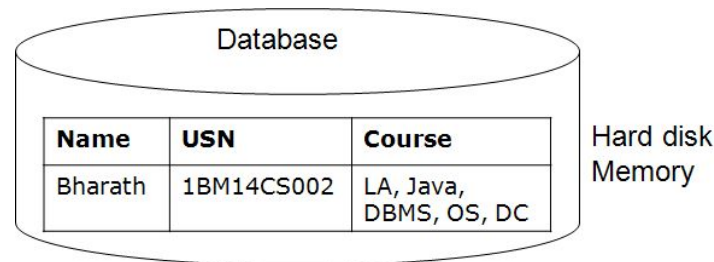 Database
Name USN Course
Bharath 1BM14CS002 LA, Java,
DBMS, OS, DC
Hard disk
Memory